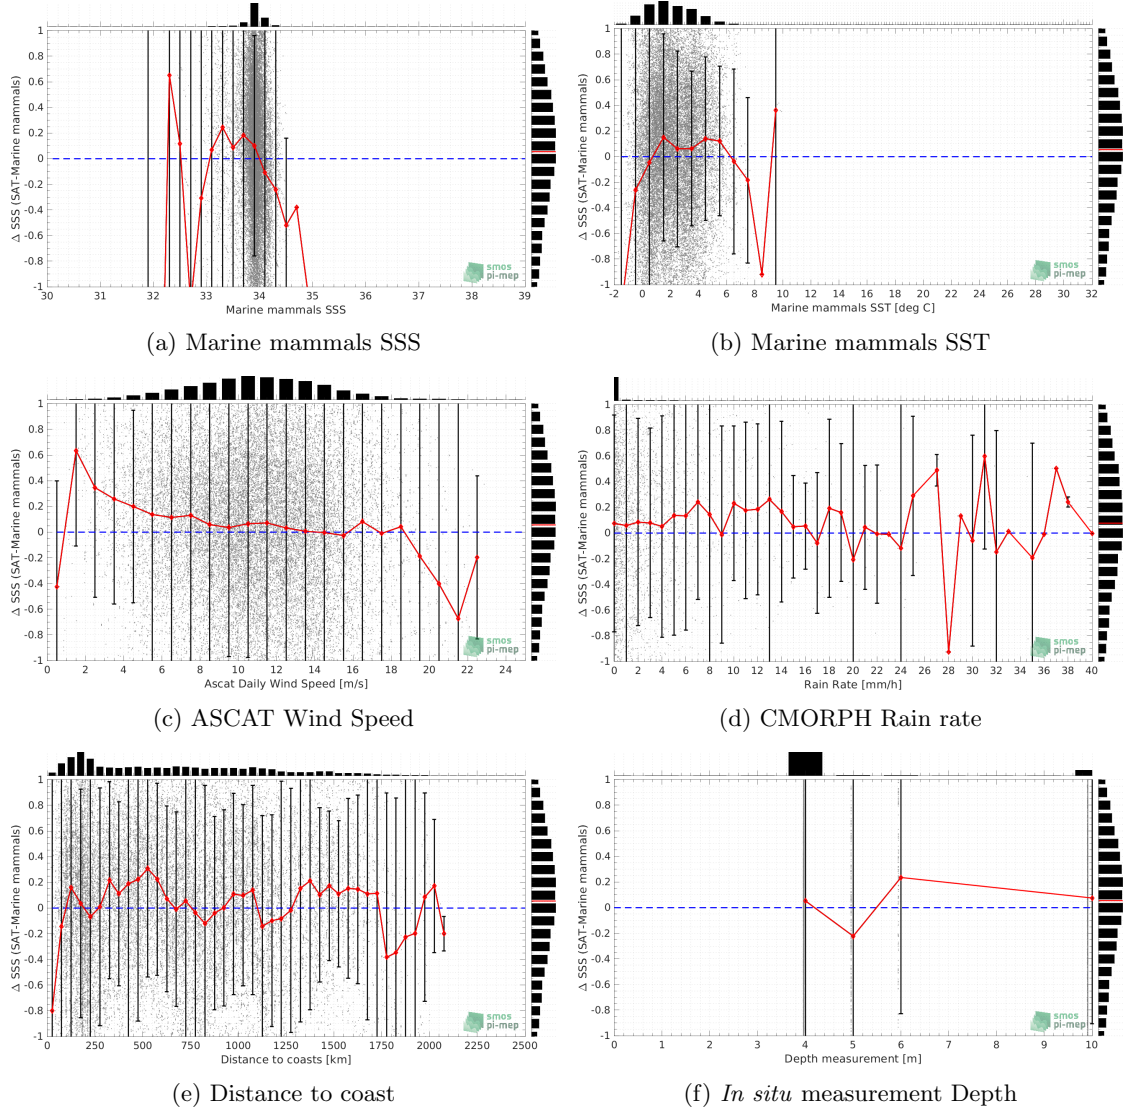 Δ SSS (SAT-Marine mammals)
1
0.8
0.6
0.4
0.2
0
-0.2
-0.4
-0.6
-0.8
-1
30 31 32 33 34 35 36 37 38 39
Marine mammals SSS
smos
pi-mep
(a) Marine mammals SSS
Δ SSS (SAT-Marine mammals)
1
0.8
0.6
0.4
0.2
0
-0.2
-0.4
-0.6
-0.8
-1
-2 0 2 4 6 8 10 12 14 16 18 20 22 24 26 28 30 32
Marine mammals SST [deg C]
smos
pi-mep
(b) Marine mammals SST
Δ SSS (SAT-Marine mammals)
1
0.8
0.6
0.4
0.2
0
-0.2
-0.4
-0.6
-0.8
-1
0 2 4 6 8 10 12 14 16 18 20 22 24
Ascat Daily Wind Speed [m/s]
smos
pi-mep
(c) ASCAT Wind Speed
Δ SSS (SAT-Marine mammals)
1
0.8
0.6
0.4
0.2
0
-0.2
-0.4
-0.6
-0.8
-1
0 2 4 6 8 10 12 14 16 18 20 22 24 26 28 30 32 34 36 38 40
Rain Rate [mm/h]
smos
pi-mep
(d) CMORPH Rain rate
Δ SSS (SAT-Marine mammals)
1
0.8
0.6
0.4
0.2
0
-0.2
-0.4
-0.6
-0.8
-1
0 250 500 750 1000 1250 1500 1750 2000 2250 2500
Distance to coasts [km]
smos
pi-mep
(e) Distance to coast
Δ SSS (SAT-Marine mammals)
1
0.8
0.6
0.4
0.2
0
-0.2
-0.4
-0.6
-0.8
-1
0 1 2 3 4 5 6 7 8 9 10
Depth measurement [m]
smos
pi-mep
(f) In situ measurement Depth